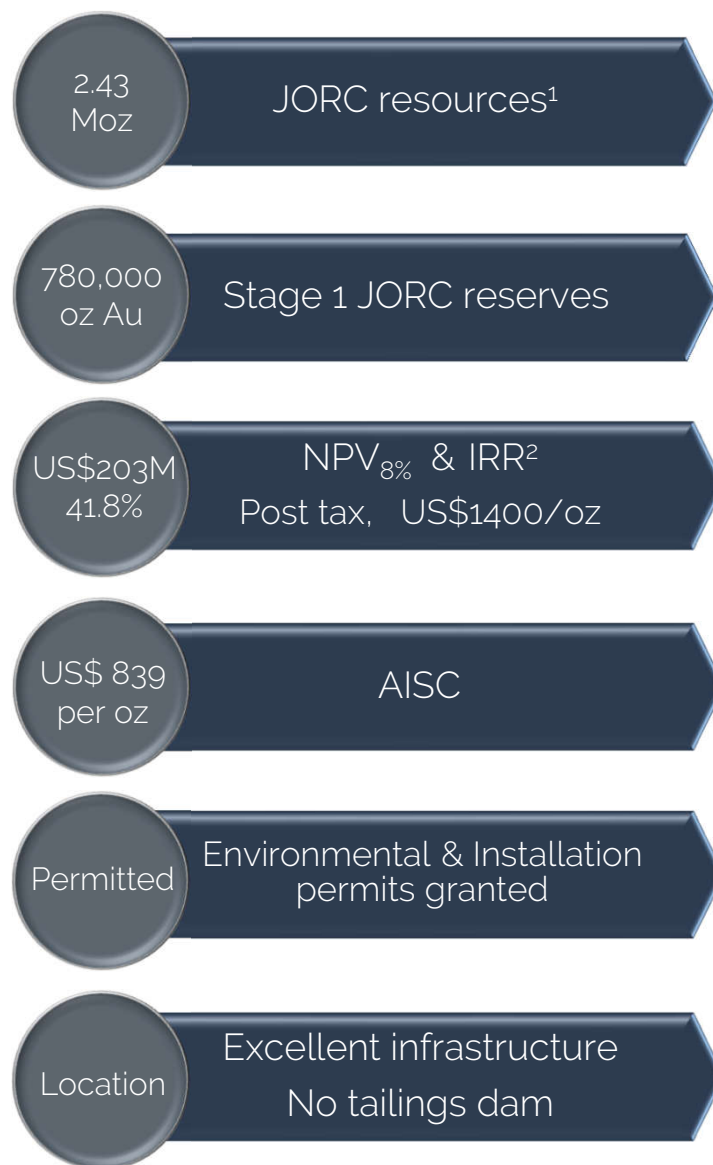 2.43
Moz
JORC resources¹
780,000
oz Au
Stage 1 JORC reserves
US$203M
41.8%
NPV₈% & IRR²
Post tax, US$1400/oz
US$ 839
per oz
AISC
Permitted
Environmental & Installation
permits granted
Location
Excellent infrastructure
No tailings dam